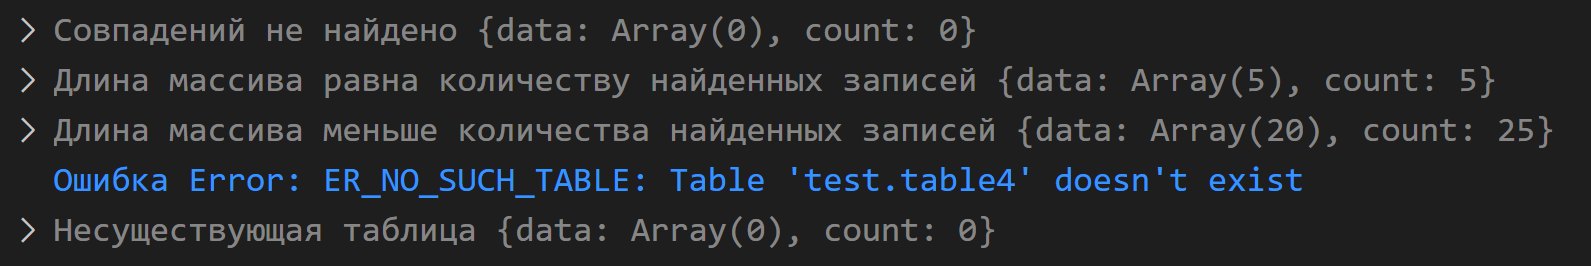 > Совпадений не найдено {data: Array(0), count: 0}
> Длина массива равна количеству найденных записей {data: Array(5), count: 5}
> Длина массива меньше количества найденных записей {data: Array(20), count: 25}
Ошибка Error: ER_NO_SUCH_TABLE: Table 'test.table4' doesn't exist
> Несуществующая таблица {data: Array(0), count: 0}